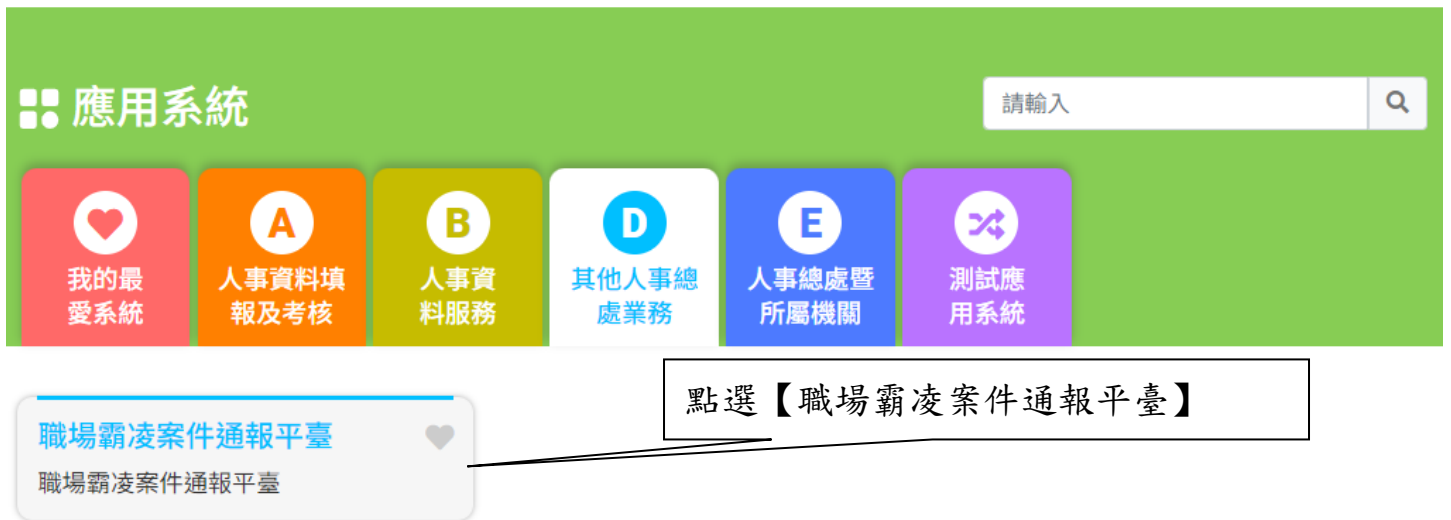 應用系統
請輸入
我的最
愛系統
A
人事資料填
報及考核
B
人事資
料服務
D
其他人事總
處業務
E
人事總處暨
所屬機關
測試應
用系統
點選【職場霸凌案件通報平臺】
職場霸凌案件通報平臺
職場霸凌案件通報平臺